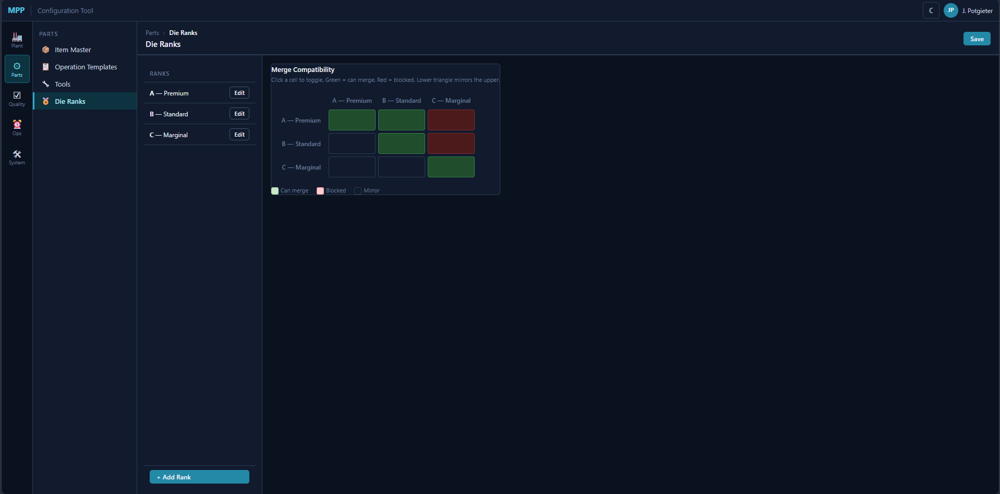 MPP
Configuration Tool
JP
J. Potgieter
Plant
Parts
Quality
Ops
System
PARTS
Item Master
Operation Templates
Tools
Die Ranks
Parts › Die Ranks
Die Ranks
Save
RANKS
A — Premium
Edit
B — Standard
Edit
C — Marginal
Edit
+ Add Rank
Merge Compatibility
Click a cell to toggle. Green = can merge. Red = blocked. Lower triangle mirrors the upper.
A — Premium B — Standard C — Marginal
A — Premium
B — Standard
C — Marginal
Can merge Blocked Mirror